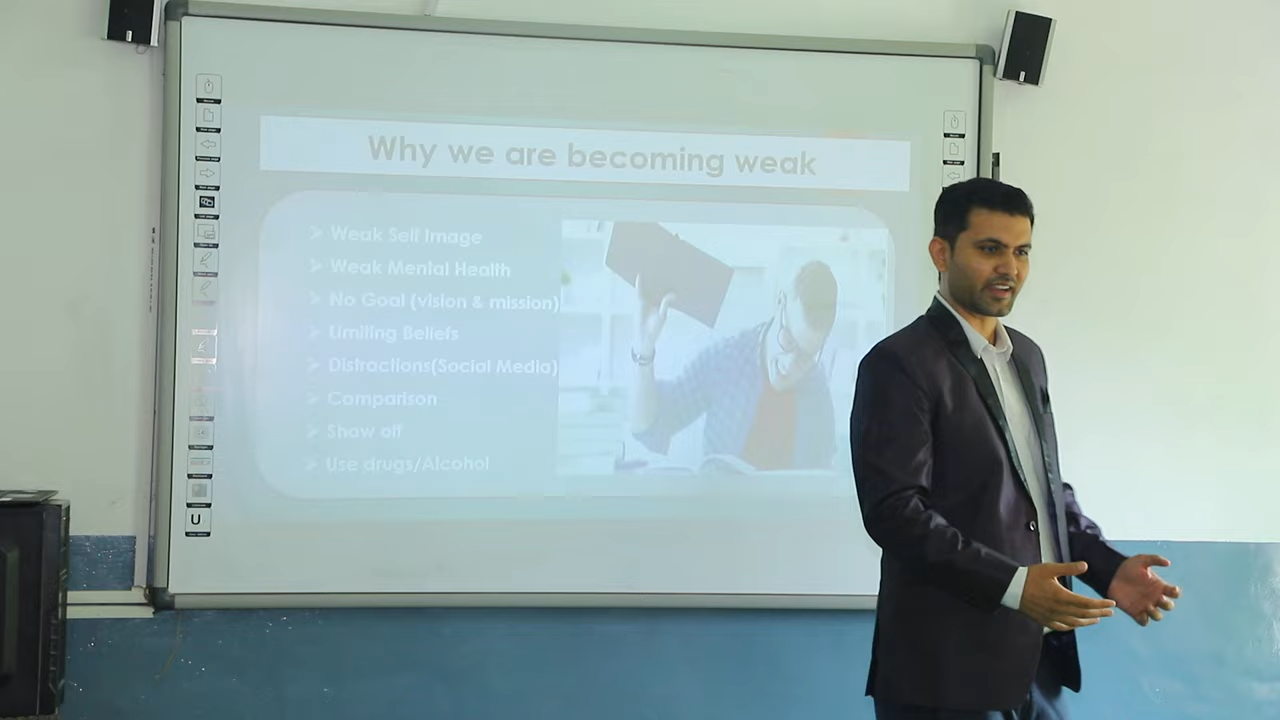 Why we are becoming weak
Weak Self Image
Weak Mental Health
No Goal (vision & mission)
Limiting Beliefs
Distractions(Social Media)
Comparison
Show off
Use drugs/Alcohol
U